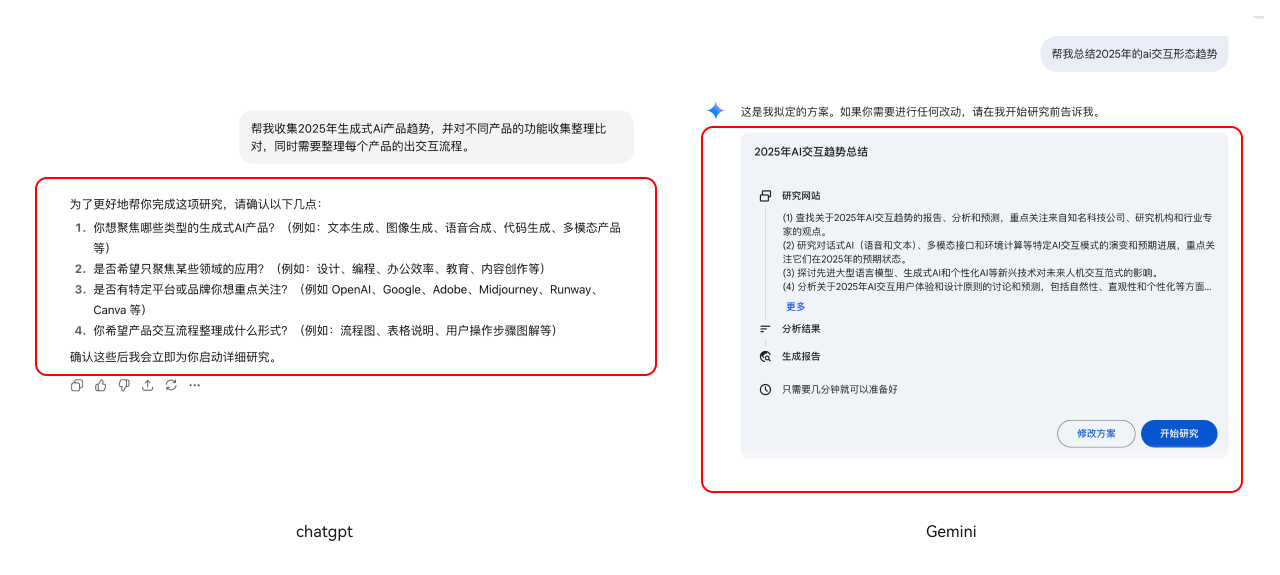 帮我收集2025年生成式Ai产品趋势，并对不同产品的功能收集整理比
对，同时需要整理每个产品的出交互流程。
为了更好地帮你完成这项研究，请确认以下几点：
1. 你想聚焦哪些类型的生成式AI产品？（例如：文本生成、图像生成、语音合成、代码生成、多模态产品
等）
2. 是否希望只聚焦某些领域的应用？（例如：设计、编程、办公效率、教育、内容创作等）
3. 是否有特定平台或品牌你想重点关注？（例如 OpenAI、Google、Adobe、Midjourney、Runway、
Canva 等）
4. 你希望产品交互流程整理成什么形式？（例如：流程图、表格说明、用户操作步骤图解等）
确认这些后我会立即为你启动详细研究。
chatgpt
帮我总结2025年的ai交互形态趋势
这是我拟定的方案。如果你需要进行任何改动，请在我开始研究前告诉我。
2025年AI交互趋势总结
研究网站
(1) 查找关于2025年AI交互趋势的报告、分析和预测，重点关注来自知名科技公司、研究机构和行业专
家的观点。
(2) 研究对话式AI（语音和文本）、多模态接口和环境计算等特定AI交互模式的演变和预期进展，重点关
注它们在2025年的预期状态。
(3) 探讨先进大型语言模型、生成式AI和个性化AI等新兴技术对未来人机交互范式的影响。
(4) 分析关于2025年AI交互用户体验和设计原则的讨论和预测，包括自然性、直观性和个性化等方面...
更多
分析结果
生成报告
只需要几分钟就可以准备好
修改方案
开始研究
Gemini